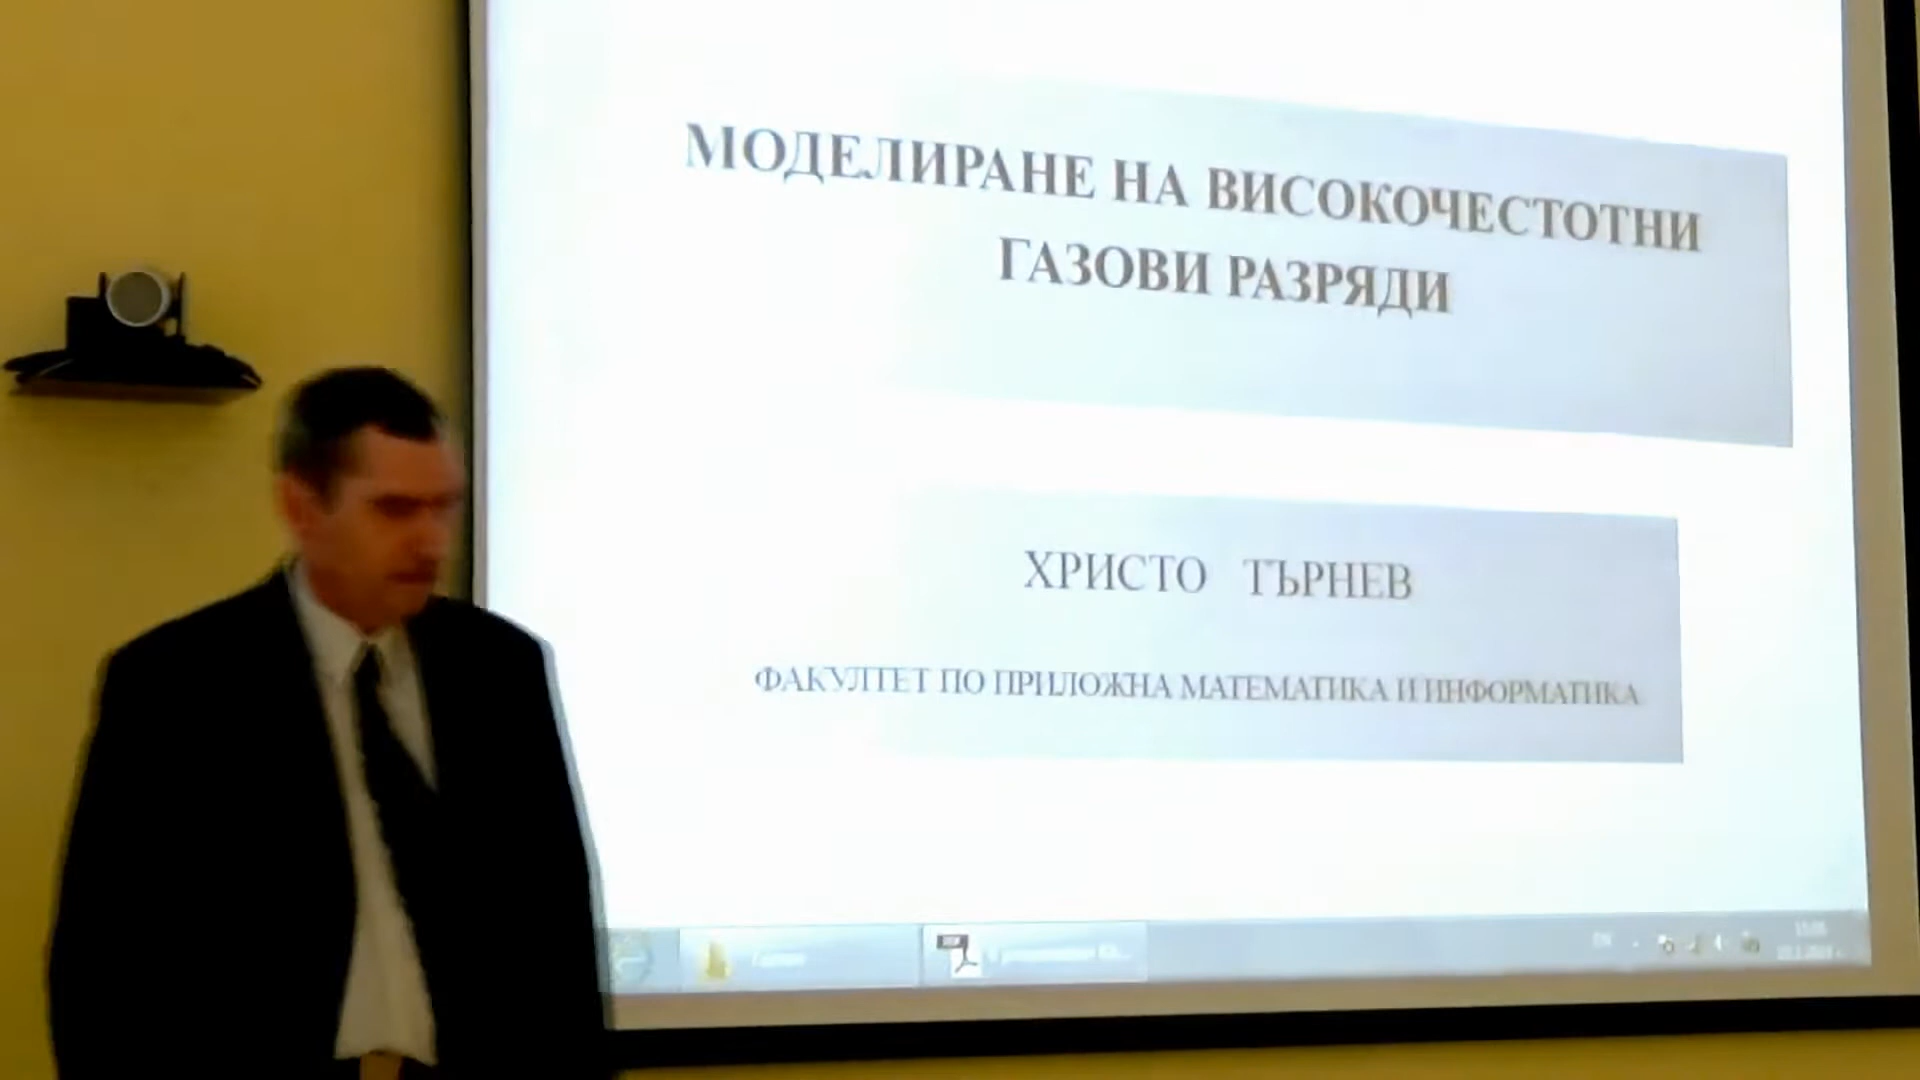 МОДЕЛИРАНЕ НА ВИСОКОЧЕСТОТНИ
ГАЗОВИ РАЗРЯДИ
ХРИСТО ТЪРНЕВ
ФАКУЛТЕТ ПО ПРИЛОЖНА МАТЕМАТИКА И ИНФОРМАТИКА